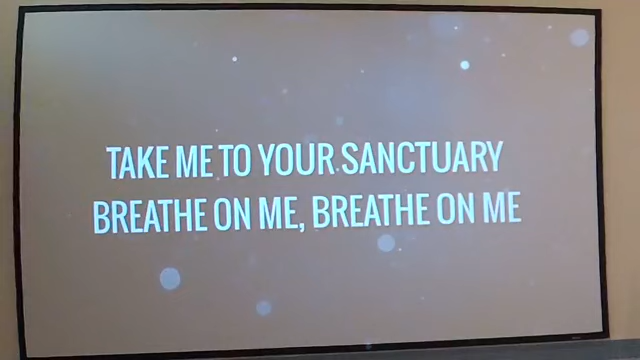 TAKE ME TO YOUR SANCTUARY
BREATHE ON ME, BREATHE ON ME